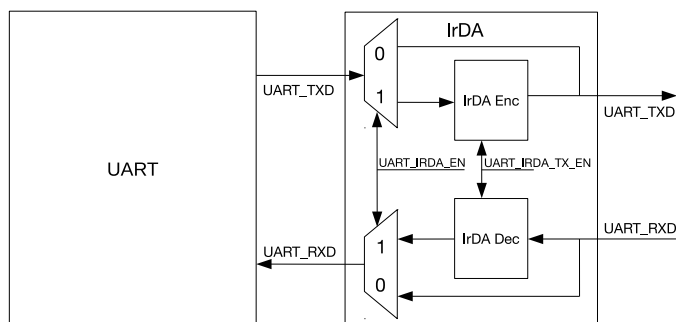 IrDA
0
UART_TXD
1
IrDA Enc
UART_TXD
UART
UART_IRDA_EN
UART_IRDA_TX_EN
UART_RXD
1
IrDA Dec
UART_RXD
0